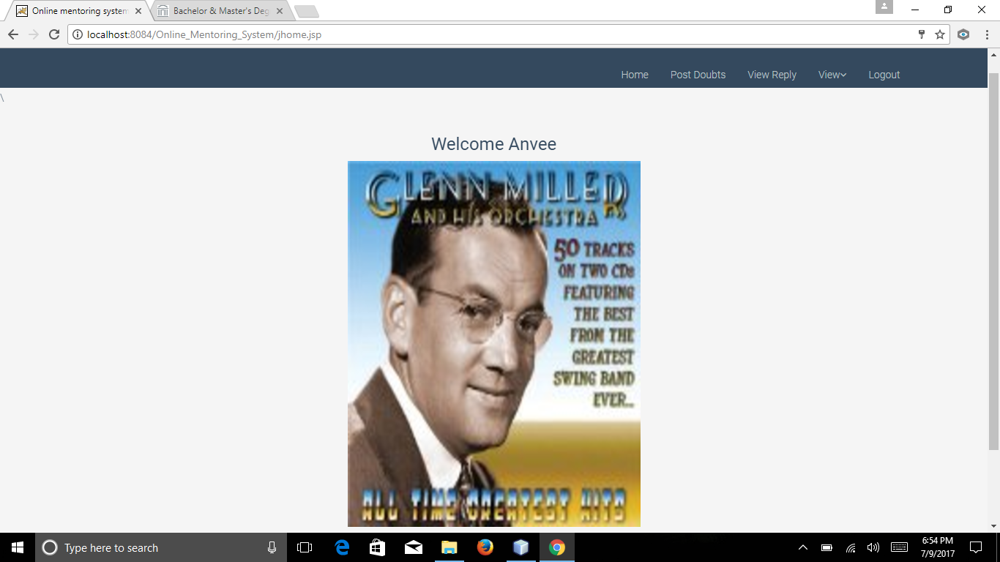 Online mentoring system
Bachelor & Master's Deg
localhost:8084/Online_Mentoring_System/jhome.jsp
Home Post Doubts View Reply View Logout
\
Welcome Anvee
GLENN MILLER
AND HIS ORCHESTRA
50 TRACKS
ON TWO CDs
FEATURING
THE BEST
FROM THE
GREATEST
SWING BAND
EVER...
ALL TIME GREATEST HITS
Type here to search
6:54 PM
7/9/2017